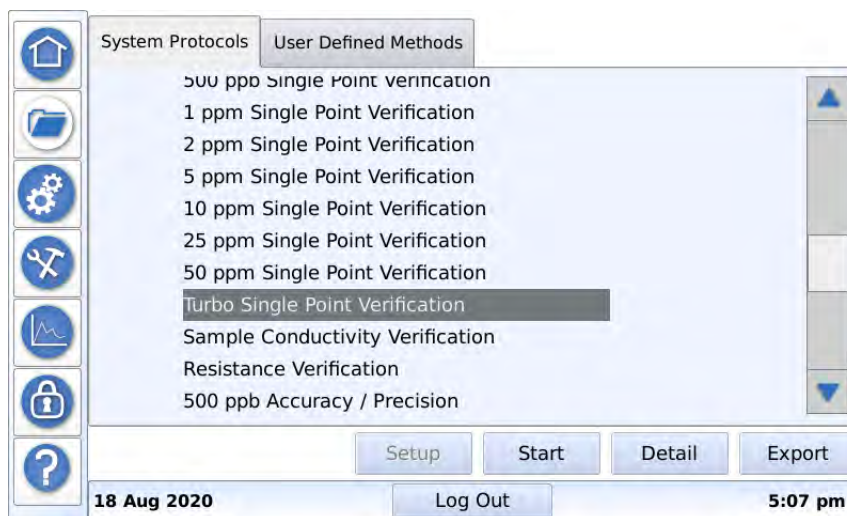 System Protocols
User Defined Methods
500 ppb Single Point Verification
1 ppm Single Point Verification
2 ppm Single Point Verification
5 ppm Single Point Verification
10 ppm Single Point Verification
25 ppm Single Point Verification
50 ppm Single Point Verification
Turbo Single Point Verification
Sample Conductivity Verification
Resistance Verification
500 ppb Accuracy / Precision
Setup
Start
Detail
Export
?
18 Aug 2020
Log Out
5:07 pm